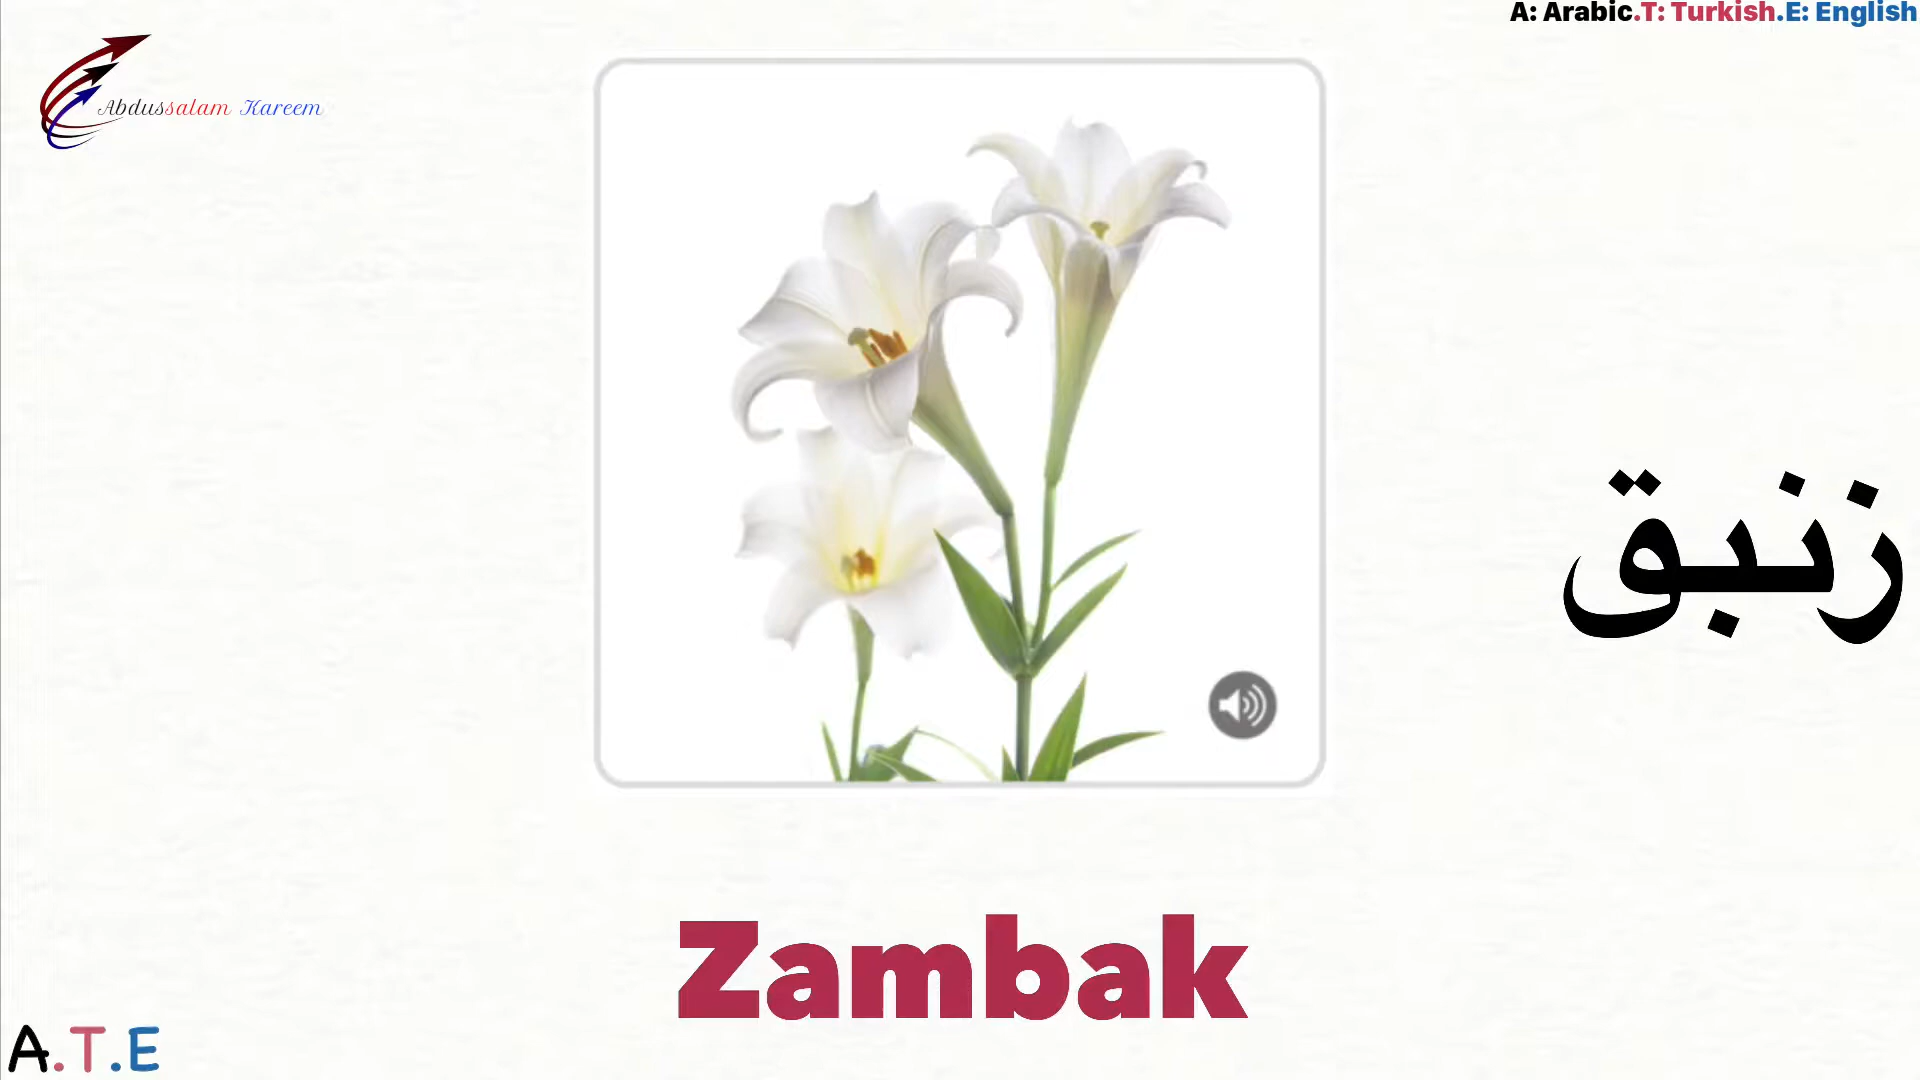 A: Arabic.T: Turkish.E: English
Abdussalam Kareem
زنبق
Zambak
A.T.E